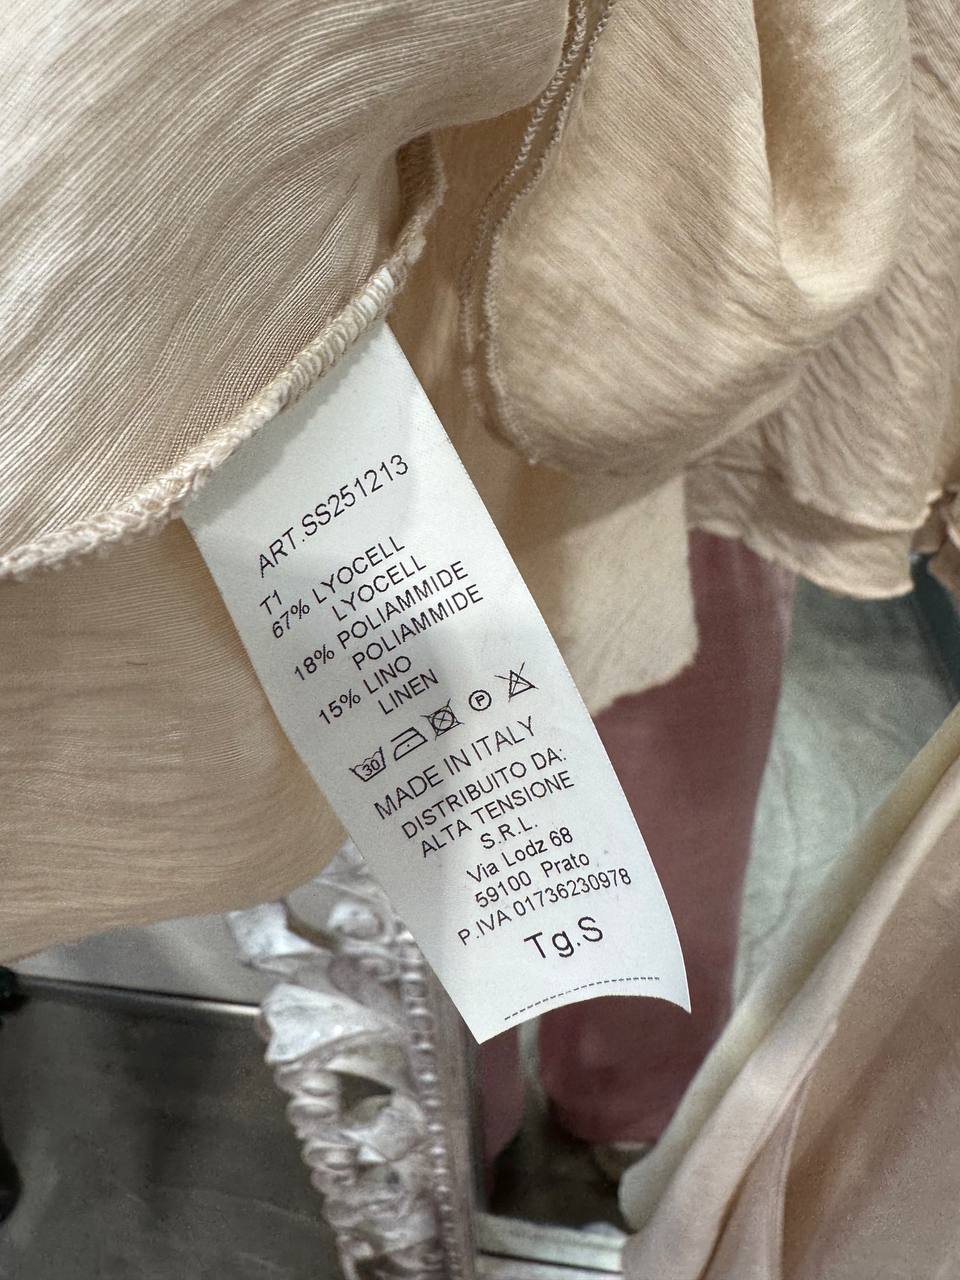 ART.SS251213
T1
67% LYOCELL
LYOCELL
18% POLIAMMIDE
POLIAMMIDE
15% LINO
LINEN
30 P
MADE IN ITALY
DISTRIBUITO DA:
ALTA TENSIONE
S.R.L.
Via Lodz 68
59100 Prato
P.IVA 01736230978
Tg.S